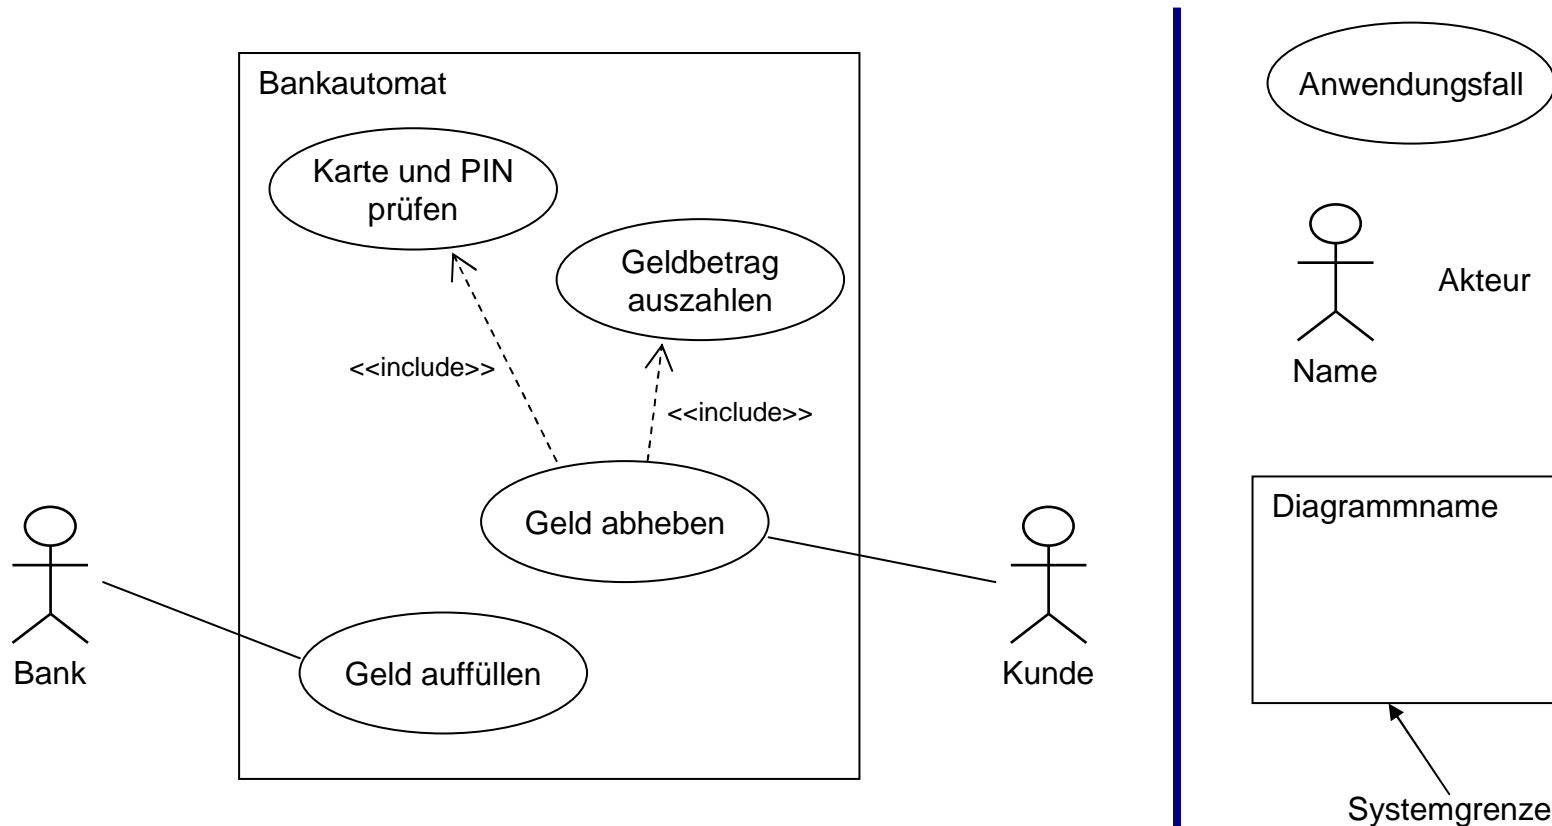 Bankautomat
Karte und PIN
prüfen
Geldbetrag
auszahlen
<<include>>
<<include>>
Geld abheben
Bank
Geld auffüllen
Kunde
Anwendungsfall
Akteur
Name
Diagrammname
Systemgrenze